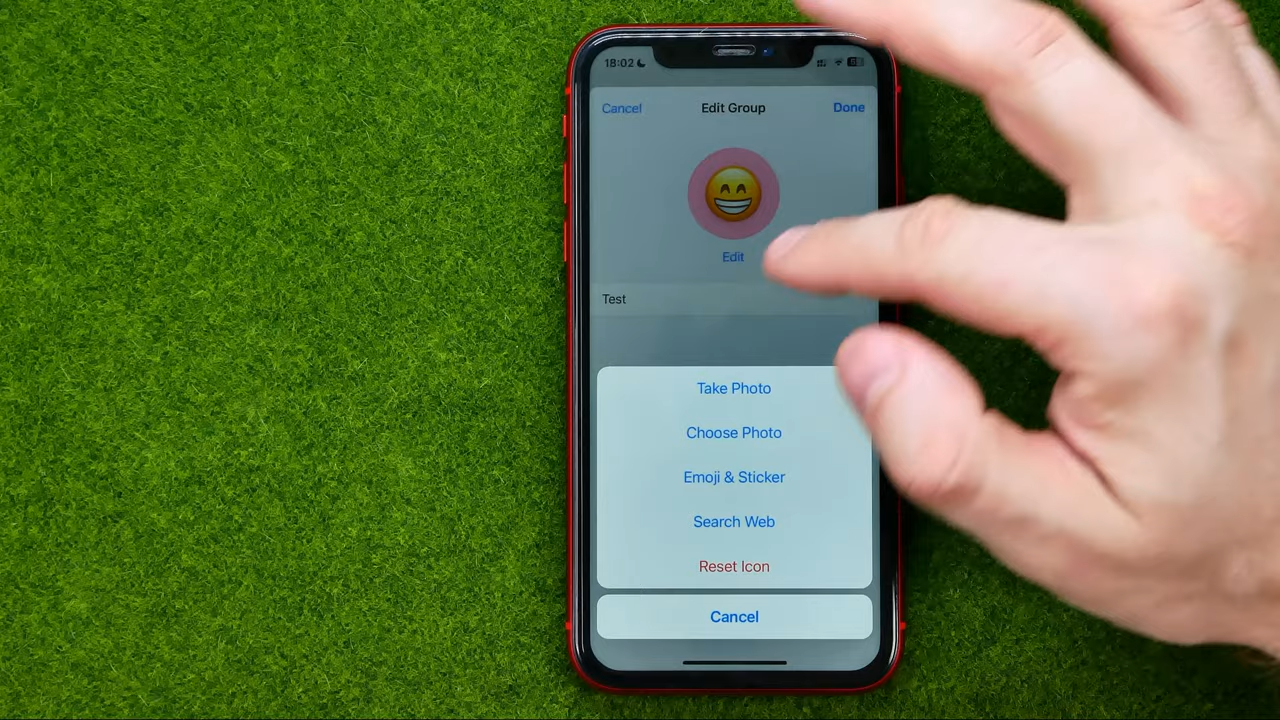 18:02
Cancel
Edit Group
Done
Edit
Test
Take Photo
Choose Photo
Emoji & Sticker
Search Web
Reset Icon
Cancel